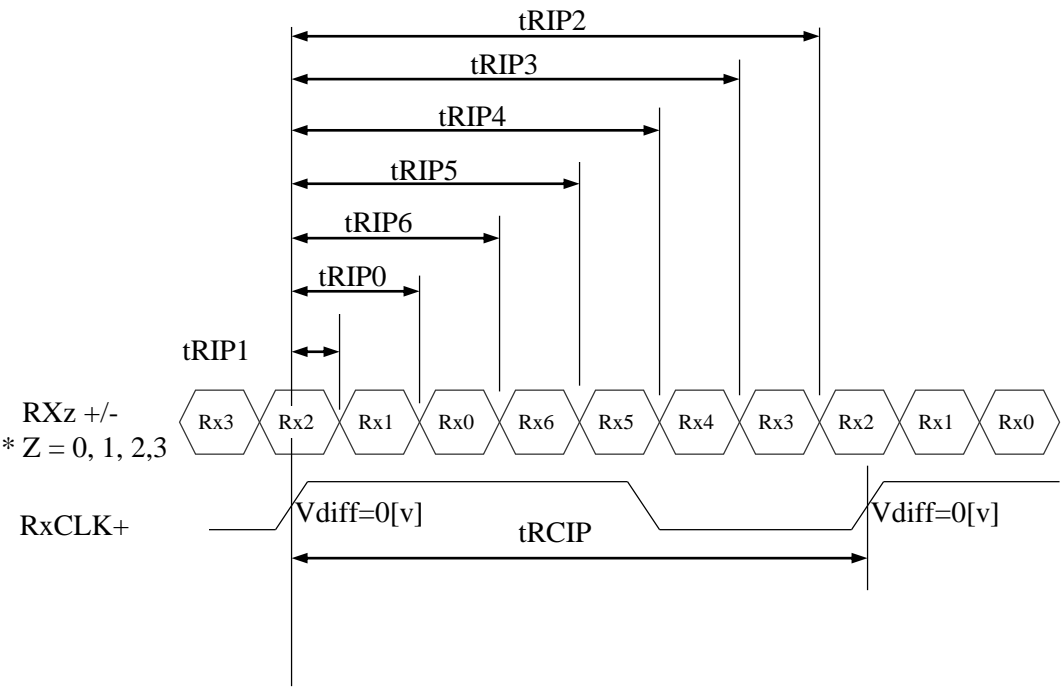 tRIP2
tRIP3
tRIP4
tRIP5
tRIP6
tRIP0
tRIP1
RXz +/-
* Z = 0, 1, 2,3
Rx3 Rx2 Rx1 Rx0 Rx6 Rx5 Rx4 Rx3 Rx2 Rx1 Rx0
RxCLK+
Vdiff=0[v]
Vdiff=0[v]
tRCIP